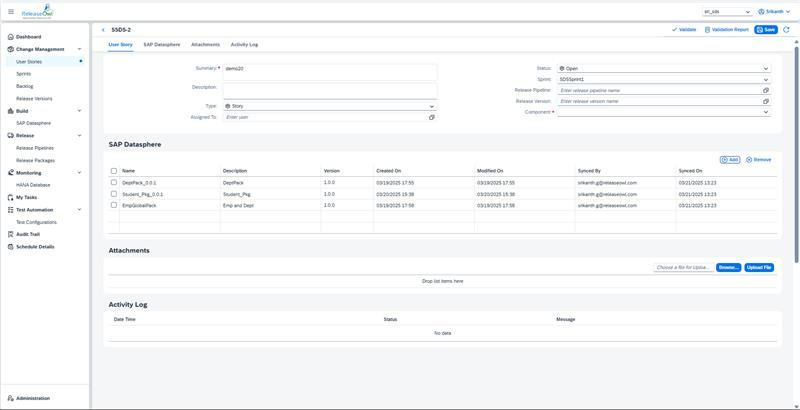 ReleaseOwl
sri_sds
Srikanth
Dashboard
Change Management
User Stories
Sprints
Backlog
Release Versions
Build
SAP Datasphere
Release
Release Pipelines
Release Packages
Monitoring
HANA Database
My Tasks
Test Automation
Test Configurations
Audit Trail
Schedule Details
Administration
SSDS-2
Validate
Validation Report
Save
User Story SAP Datasphere Attachments Activity Log
Summary:* demo20
Description:
Type: Story
Assigned To: Enter user
Status: Open
Sprint: SDSSprint1
Release Pipeline: Enter release pipeline name
Release Version: Enter release version name
Component:*
SAP Datasphere
Add Remove
Name Description Version Created On Modified On Synced By Synced On
DeptPack_0.0.1 DeptPack 1.0.0 03/19/2025 17:55 03/19/2025 17:55 srikanth.g@releaseowl.com 03/21/2025 13:23
Student_Pkg_0.0.1 Student_Pkg 1.0.0 03/20/2025 15:38 03/20/2025 15:38 srikanth.g@releaseowl.com 03/21/2025 13:23
EmpGlobalPack Emp and Dept 1.0.0 03/19/2025 17:58 03/19/2025 17:58 srikanth.g@releaseowl.com 03/21/2025 13:23
Attachments
Choose a file for Uploa... Browse... Upload File
Drop list items here
Activity Log
Date Time Status Message
No data